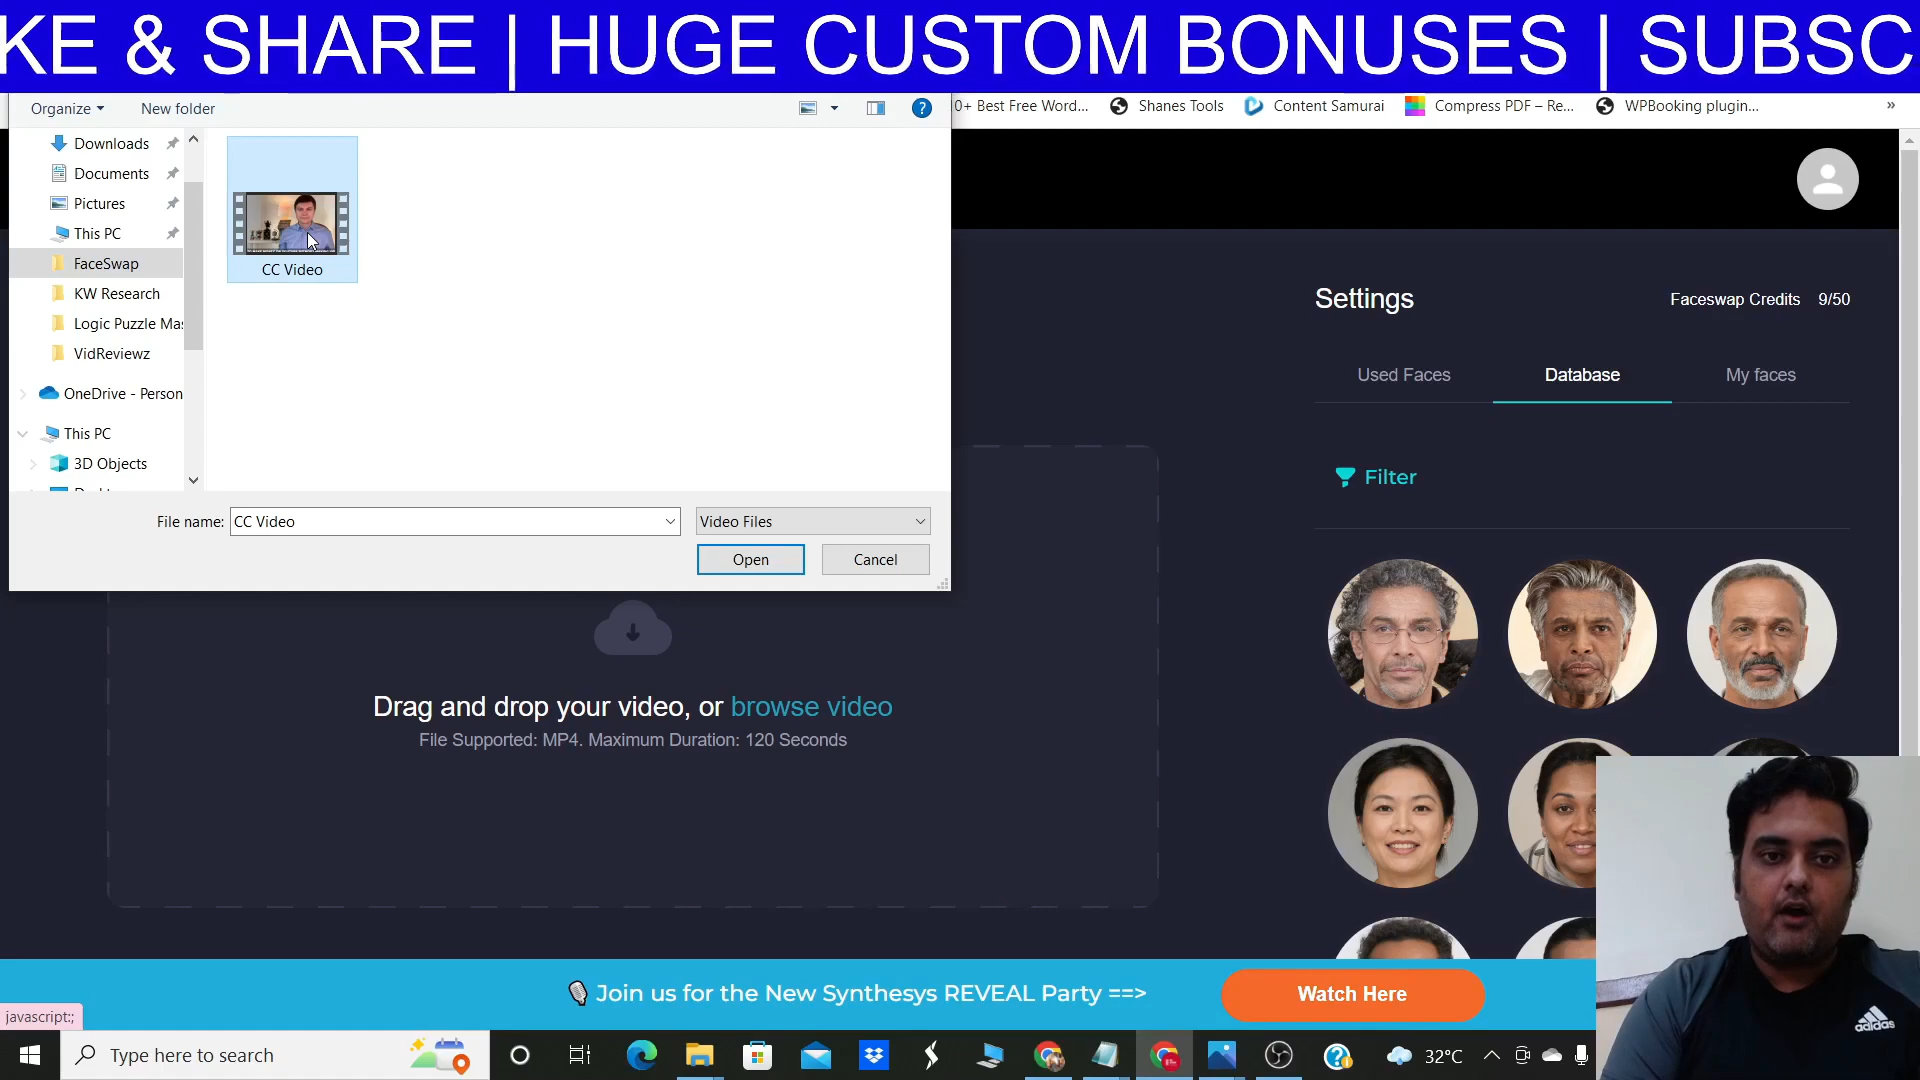 KE & SHARE | HUGE CUSTOM BONUSES | SUBSC
Organize
New folder
0+ Best Free Word...
Shanes Tools
Content Samurai
Compress PDF – Re...
WPBooking plugin...
»
Downloads
Documents
Pictures
This PC
FaceSwap
KW Research
Logic Puzzle Mas
VidReviewz
OneDrive - Person
This PC
3D Objects
CC Video
File name:
CC Video
Video Files
Open
Cancel
Settings
Faceswap Credits 9/50
Used Faces
Database
My faces
Filter
Drag and drop your video, or browse video
File Supported: MP4. Maximum Duration: 120 Seconds
Join us for the New Synthesys REVEAL Party ==>
Watch Here
javascript:;
Type here to search
32°C
adidas